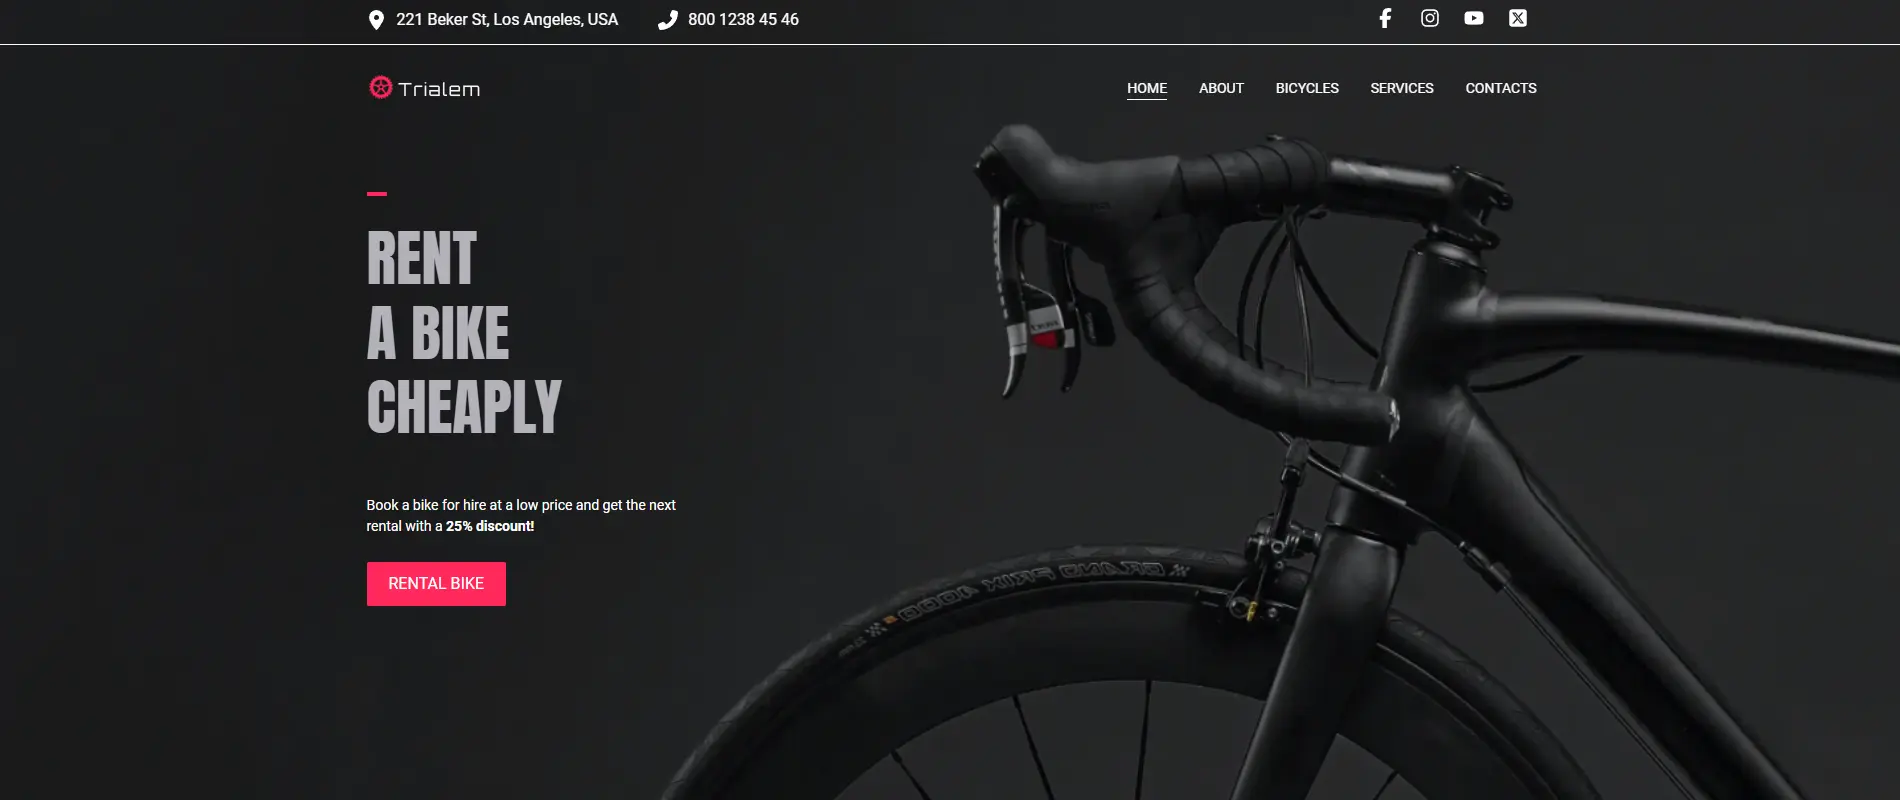 221 Beker St, Los Angeles, USA
800 1238 45 46
Trialem
HOME
ABOUT
BICYCLES
SERVICES
CONTACTS
RENT
A BIKE
CHEAPLY
Book a bike for hire at a low price and get the next
rental with a 25% discount!
RENTAL BIKE
GRAND PRIX 4000